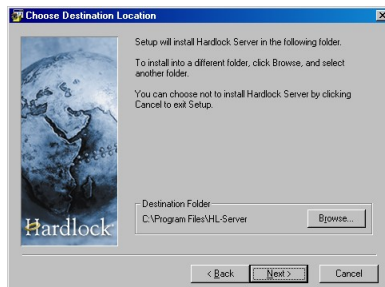 Choose Destination Location
Setup will install Hardlock Server in the following folder.
To install into a different folder, click Browse, and select
another folder.
You can choose not to install Hardlock Server by clicking
Cancel to exit Setup.
Hardlock
Destination Folder
C:\Program Files\HL-Server
Browse...
< Back
Next >
Cancel